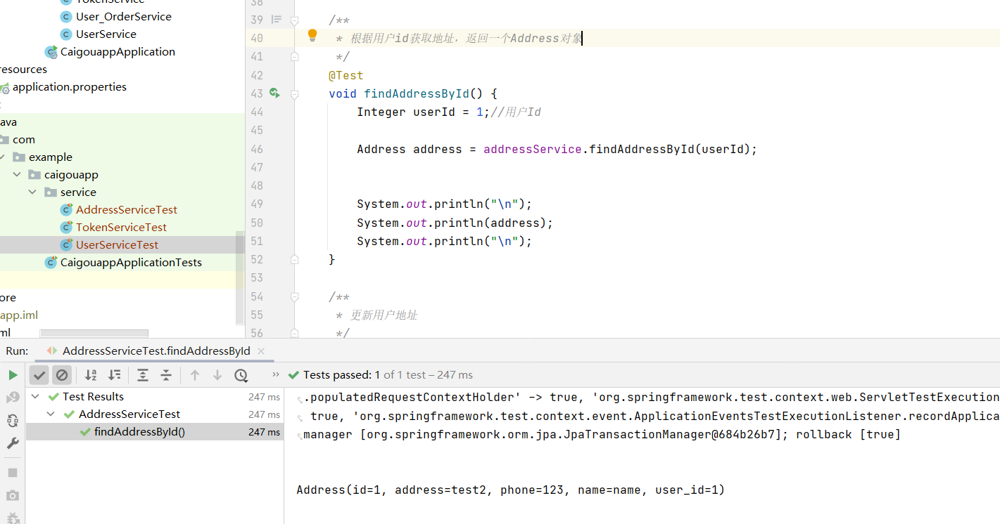 TokenService
User_OrderService
UserService
CaigouappApplication
resources
application.properties
ava
com
example
caigouapp
service
AddressServiceTest
TokenServiceTest
UserServiceTest
CaigouappApplicationTests
ore
app.iml
ml
38
39 /**
40 * 根据用户id获取地址，返回一个Address对象
41 */
42 @Test
43 void findAddressById() {
44 Integer userId = 1;//用户Id
45
46 Address address = addressService.findAddressById(userId);
47
48
49 System.out.println("\n");
50 System.out.println(address);
51 System.out.println("\n");
52 }
53
54 /**
55 * 更新用户地址
56 */
Run: AddressServiceTest.findAddressById
Tests passed: 1 of 1 test – 247 ms
Test Results 247 ms
AddressServiceTest 247 ms
findAddressById() 247 ms
.populatedRequestContextHolder' -> true, 'org.springframework.test.context.web.ServletTestExecution
true, 'org.springframework.test.context.event.ApplicationEventsTestExecutionListener.recordApplica
manager [org.springframework.orm.jpa.JpaTransactionManager@684b26b7]; rollback [true]
Address(id=1, address=test2, phone=123, name=name, user_id=1)